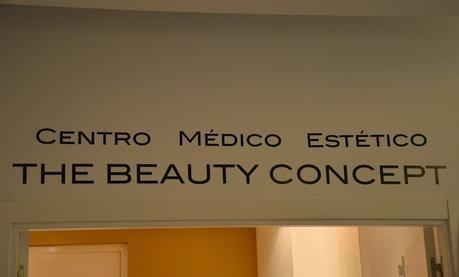 CENTRO MÉDICO ESTÉTICO
THE BEAUTY CONCEPT